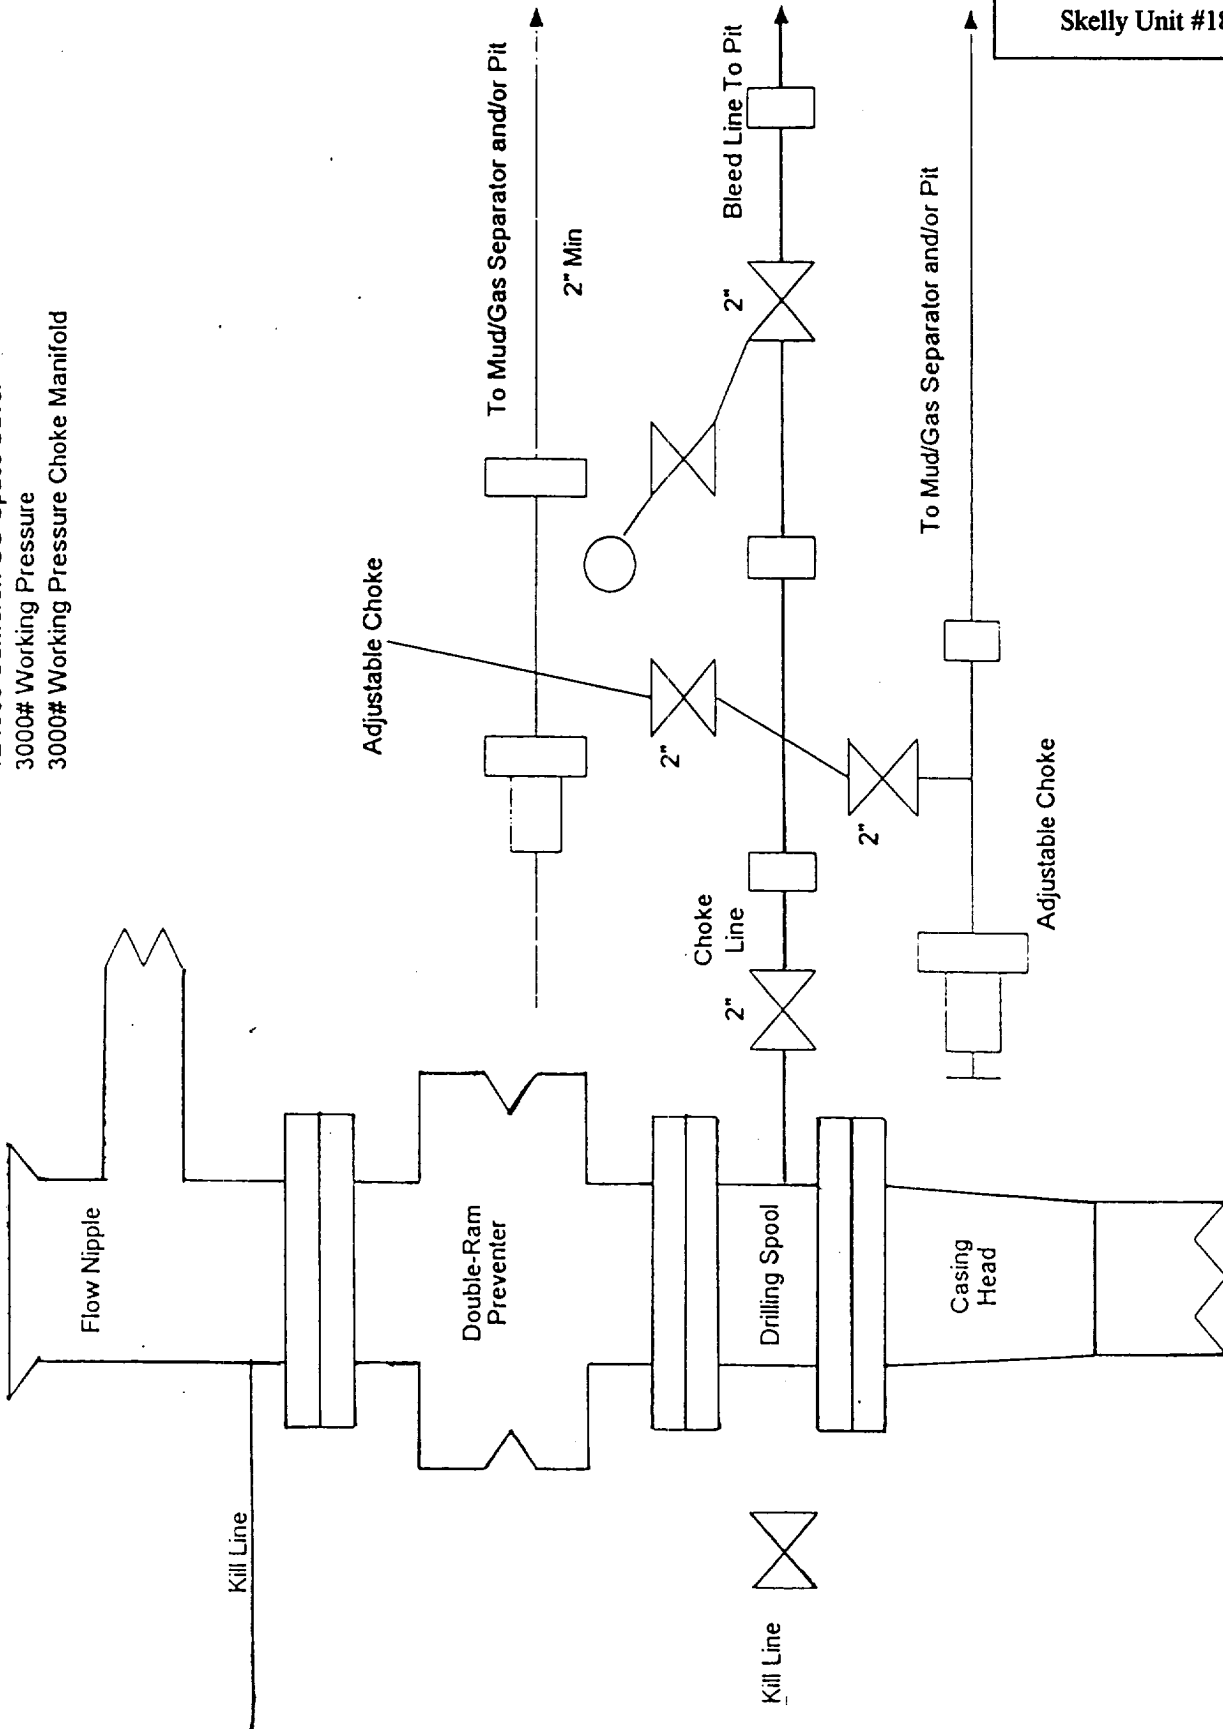 Skelly Unit #18
3000# Working Pressure
3000# Working Pressure Choke Manifold
Flow Nipple
Kill Line
Adjustable Choke
To Mud/Gas Separator and/or Pit
2" Min
Double-Ram
Preventer
2"
2"
Bleed Line To Pit
Choke
Line
2"
2"
Drilling Spool
Kill Line
To Mud/Gas Separator and/or Pit
Adjustable Choke
Casing
Head